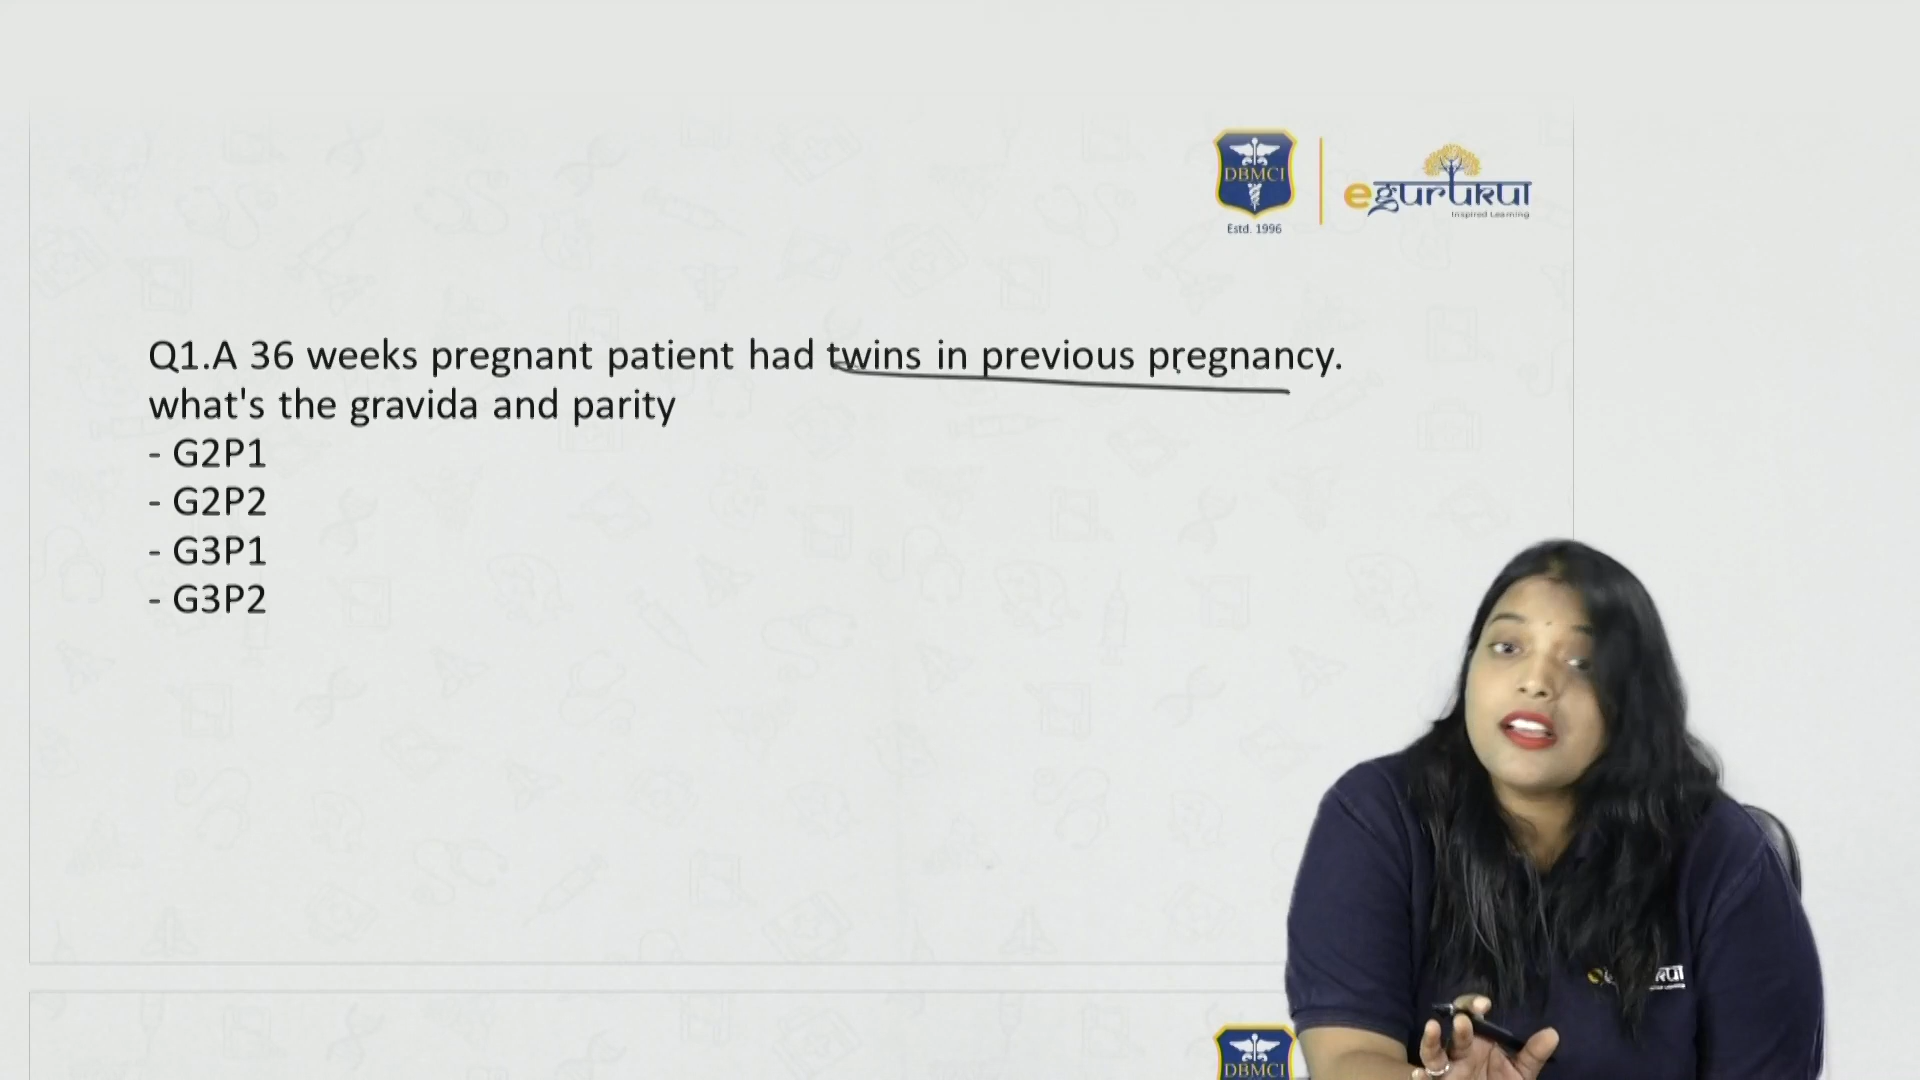 DBMCI
Estd. 1996
egurukul
Inspired Learning
Q1.A 36 weeks pregnant patient had twins in previous pregnancy.
what's the gravida and parity
- G2P1
- G2P2
- G3P1
- G3P2
DBMCI